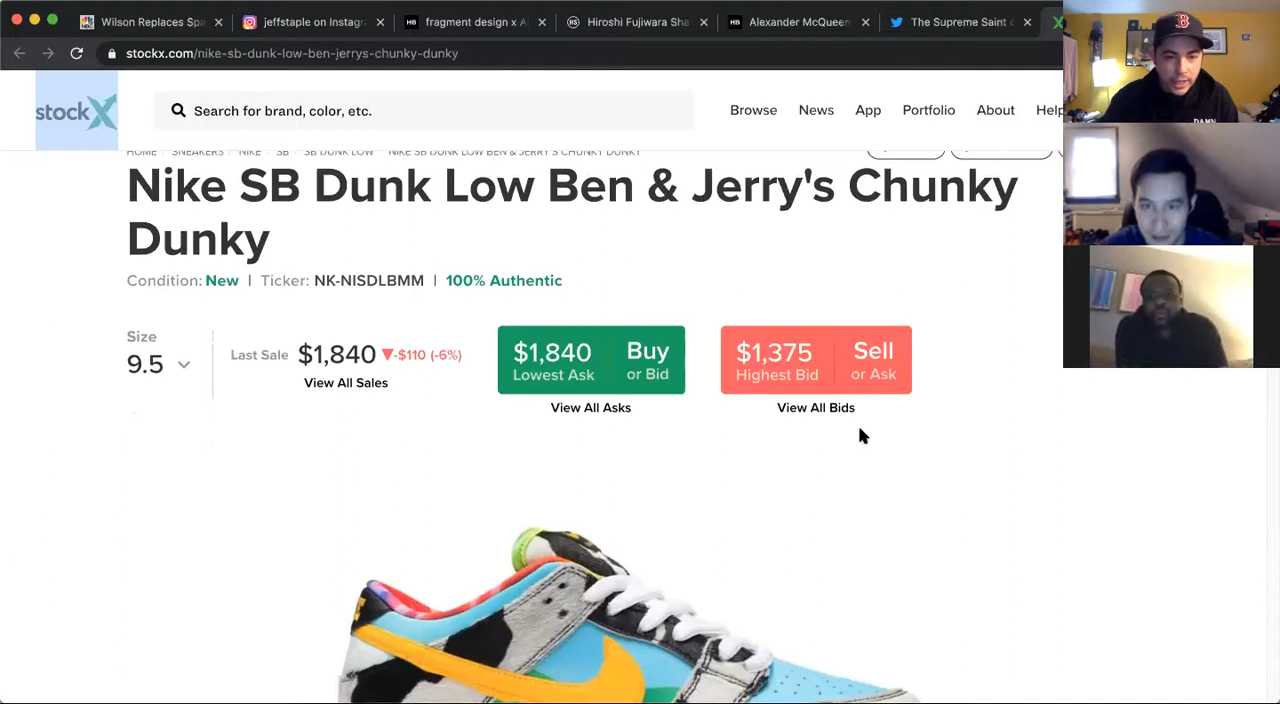 Wilson Replaces Spa
jeffstaple on Instagr
fragment design x A
Hiroshi Fujiwara Sha
Alexander McQueen
The Supreme Saint
stockx.com/nike-sb-dunk-low-ben-jerrys-chunky-dunky
stockX
Search for brand, color, etc.
Browse News App Portfolio About Help
HOME / SNEAKERS / NIKE / SB / SB DUNK LOW / NIKE SB DUNK LOW BEN & JERRY'S CHUNKY DUNKY
Nike SB Dunk Low Ben & Jerry's Chunky
Dunky
Condition: New | Ticker: NK-NISDLBMM | 100% Authentic
Size
9.5
Last Sale $1,840 ▼-$110 (-6%)
View All Sales
$1,840 Buy
Lowest Ask or Bid
View All Asks
$1,375 Sell
Highest Bid or Ask
View All Bids